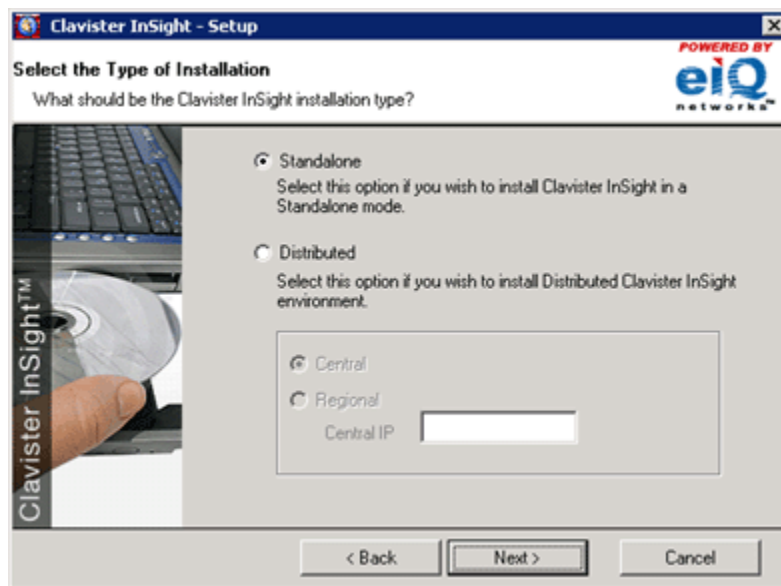 Clavister InSight - Setup
POWERED BY
eiQ
networks™
Select the Type of Installation
What should be the Clavister InSight installation type?
Standalone
Select this option if you wish to install Clavister InSight in a
Standalone mode.
Distributed
Select this option if you wish to install Distributed Clavister InSight
environment.
Central
Regional
Central IP
Clavister InSight™
< Back
Next >
Cancel